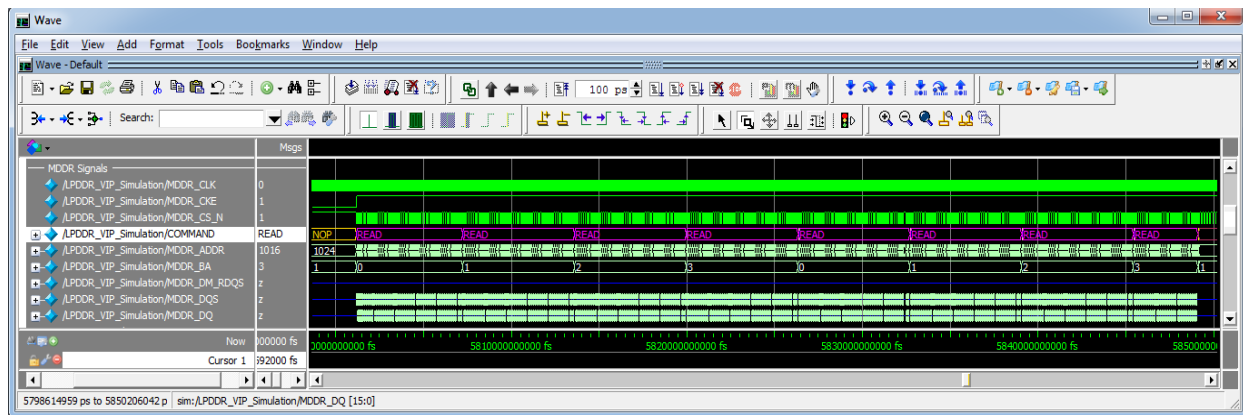 Wave
File Edit View Add Format Tools Bookmarks Window Help
Wave - Default
100 ps
Search:
Msgs
MDDR Signals
/LPDDR_VIP_Simulation/MDDR_CLK 0
/LPDDR_VIP_Simulation/MDDR_CKE 1
/LPDDR_VIP_Simulation/MDDR_CS_N 1
/LPDDR_VIP_Simulation/COMMAND READ NOP READ READ READ READ READ READ READ READ
/LPDDR_VIP_Simulation/MDDR_ADDR 1016 1024
/LPDDR_VIP_Simulation/MDDR_BA 3 1 0 1 2 3 0 1 2 3 1
/LPDDR_VIP_Simulation/MDDR_DM_RDQS z
/LPDDR_VIP_Simulation/MDDR_DQS z
/LPDDR_VIP_Simulation/MDDR_DQ z
Now 000000 fs 0000000000 fs 5810000000000 fs 5820000000000 fs 5830000000000 fs 5840000000000 fs 585000000
Cursor 1 592000 fs
5798614959 ps to 5850206042 p sim:/LPDDR_VIP_Simulation/MDDR_DQ [15:0]